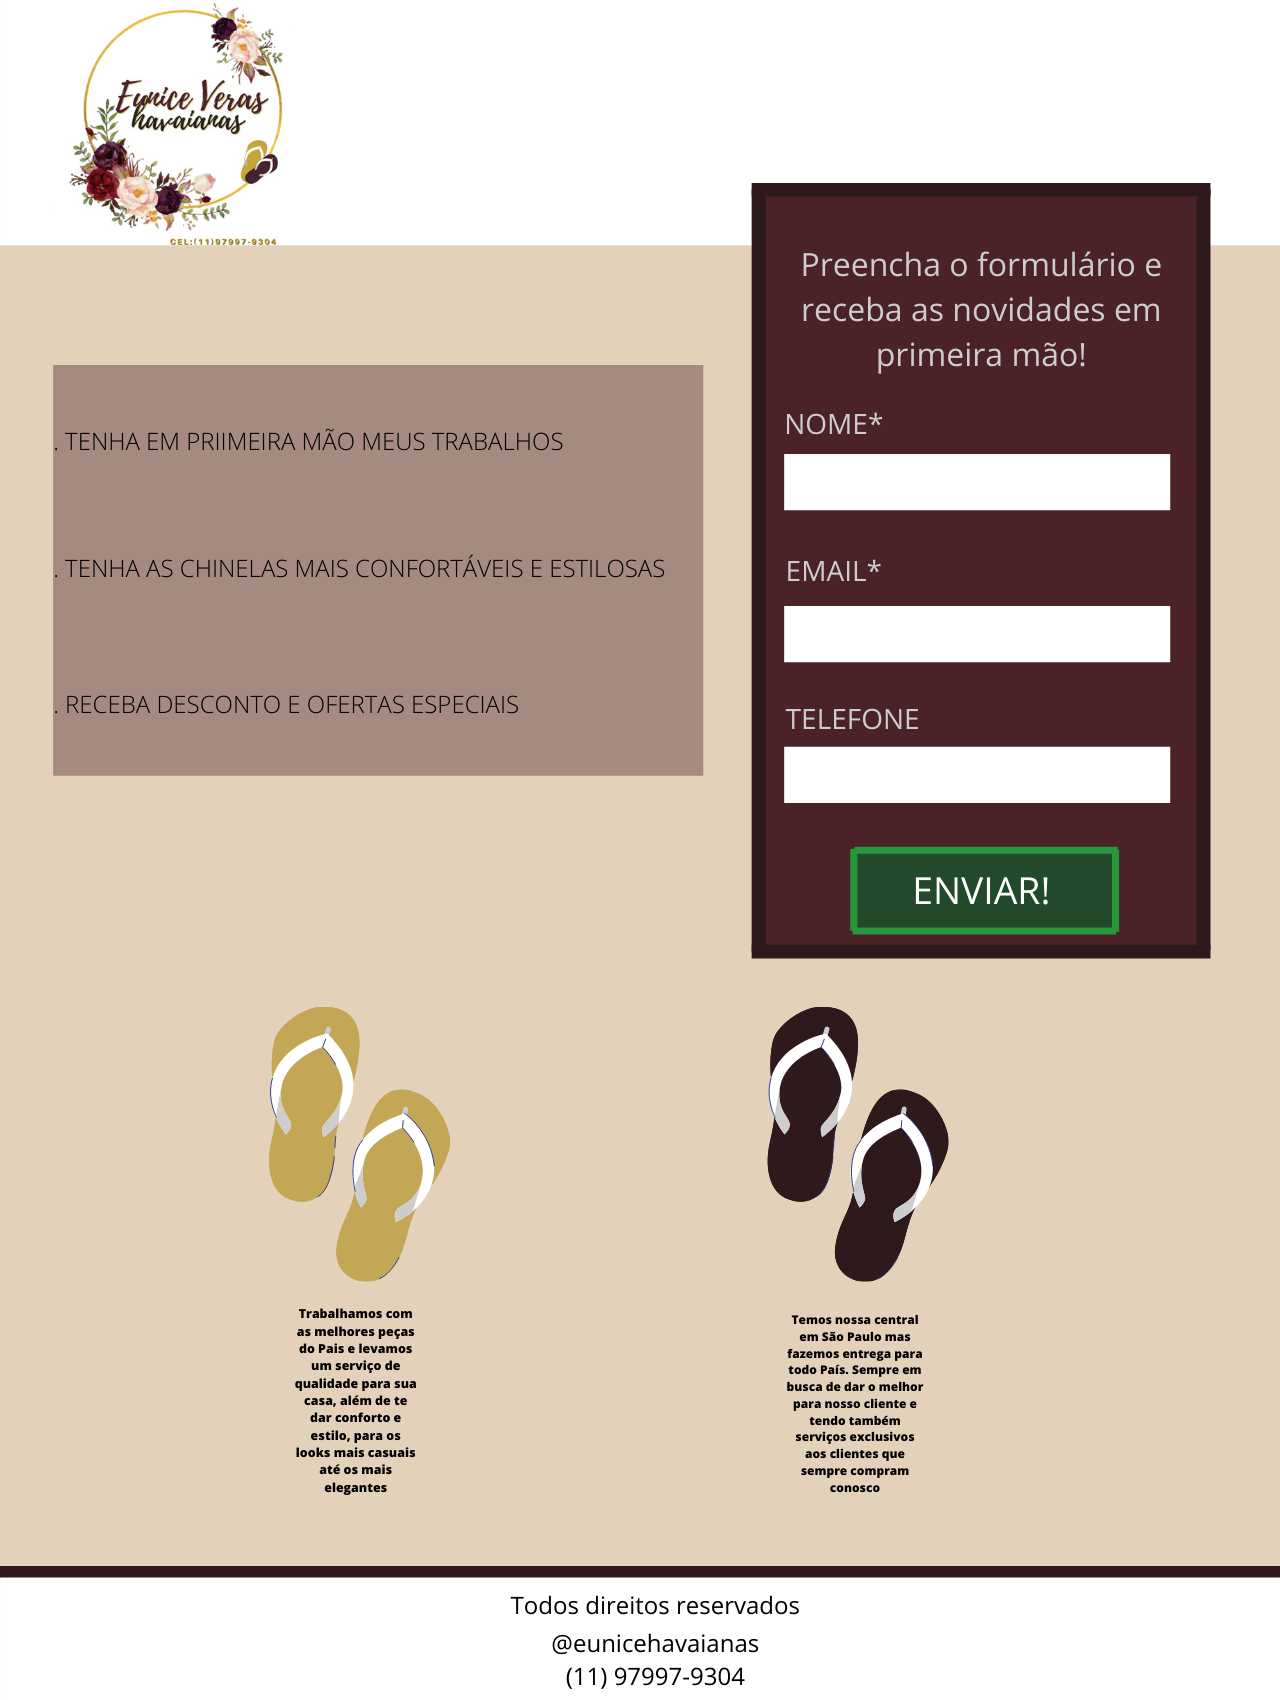 Eunice Veras
havaianas
CEL:(11)97997-9304
Preencha o formulário e
receba as novidades em
primeira mão!
. TENHA EM PRIIMEIRA MÃO MEUS TRABALHOS
. TENHA AS CHINELAS MAIS CONFORTÁVEIS E ESTILOSAS
. RECEBA DESCONTO E OFERTAS ESPECIAIS
NOME*
EMAIL*
TELEFONE
ENVIAR!
Trabalhamos com
as melhores peças
do Pais e levamos
um serviço de
qualidade para sua
casa, além de te
dar conforto e
estilo, para os
looks mais casuais
até os mais
elegantes
Temos nossa central
em São Paulo mas
fazemos entrega para
todo País. Sempre em
busca de dar o melhor
para nosso cliente e
tendo também
serviços exclusivos
aos clientes que
sempre compram
conosco
Todos direitos reservados
@eunicehavaianas
(11) 97997-9304